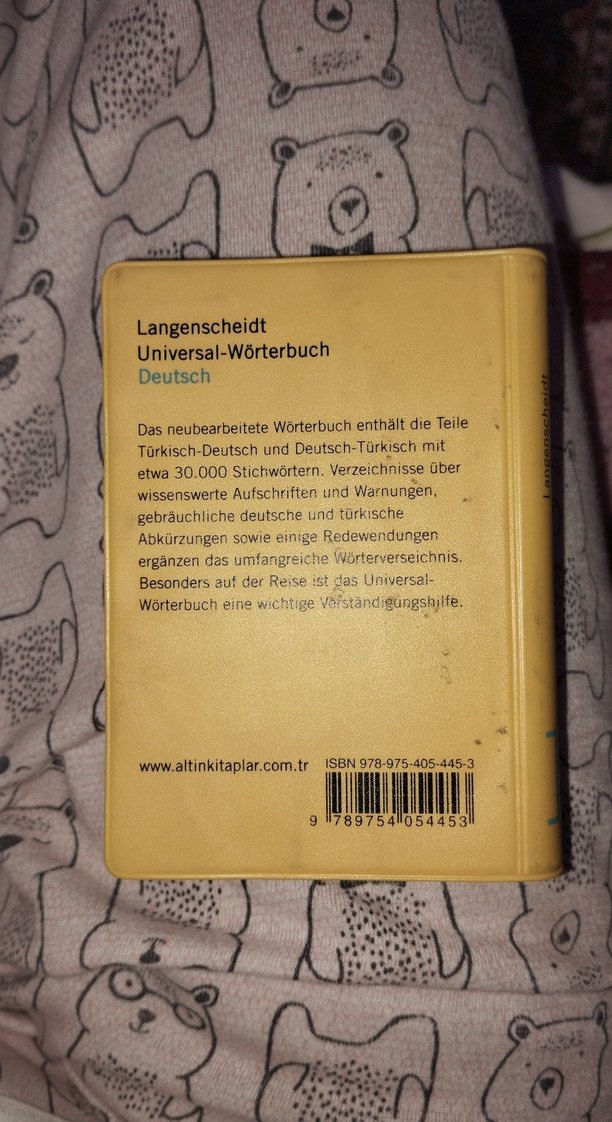 Langenscheidt
Universal-Wörterbuch
Deutsch
Das neubearbeitete Wörterbuch enthält die Teile
Türkisch-Deutsch und Deutsch-Türkisch mit
etwa 30.000 Stichwörtern. Verzeichnisse über
wissenswerte Aufschriften und Warnungen,
gebräuchliche deutsche und türkische
Abkürzungen sowie einige Redewendungen
ergänzen das umfangreiche Wörterverseichnis.
Besonders auf der Reise ist das Universal-
Wörterbuch eine wichtige Verständigungshilfe.
www.altinkitaplar.com.tr
ISBN 978-975-405-445-3
9 789754 054453
Langenscheidt